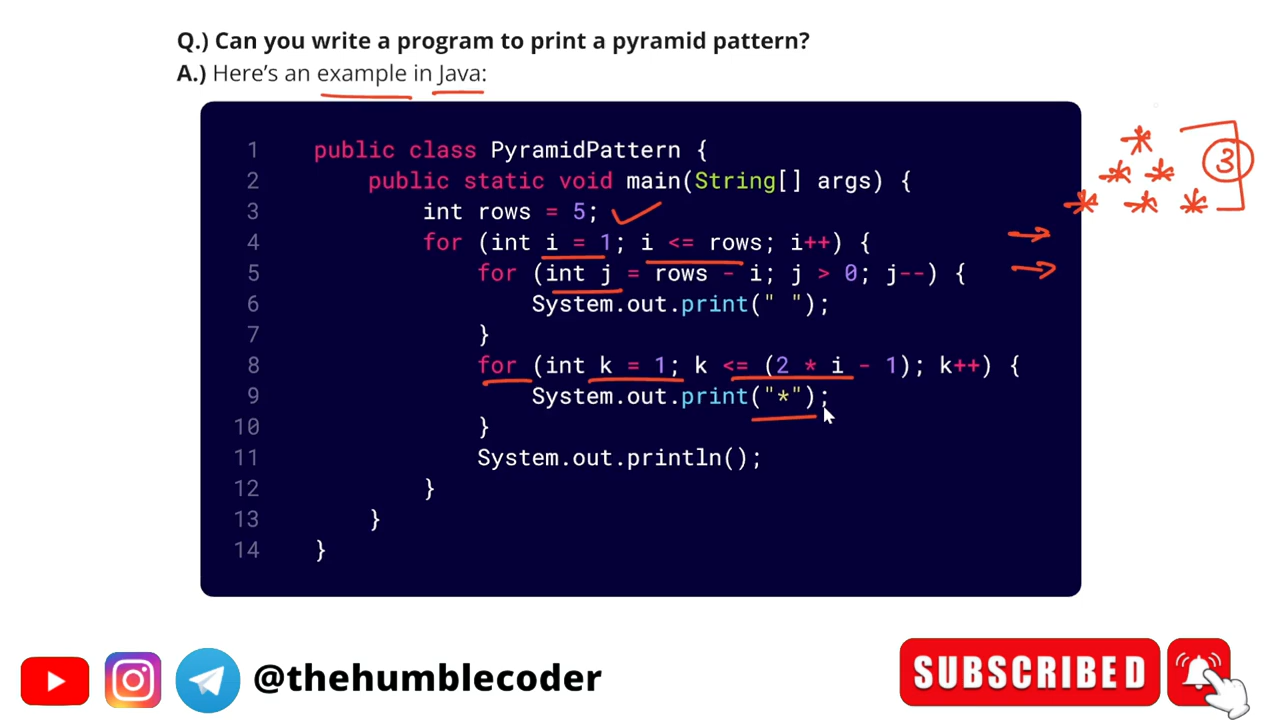 Q.) Can you write a program to print a pyramid pattern?
A.) Here's an example in Java:
1 public class PyramidPattern {
2 public static void main(String[] args) {
3 int rows = 5;
4 for (int i = 1; i <= rows; i++) {
5 for (int j = rows - i; j > 0; j--) {
6 System.out.print(" ");
7 }
8 for (int k = 1; k <= (2 * i - 1); k++) {
9 System.out.print("*");
10 }
11 System.out.println();
12 }
13 }
14 }
*
* *
* * *
3
@thehumblecoder
SUBSCRIBED